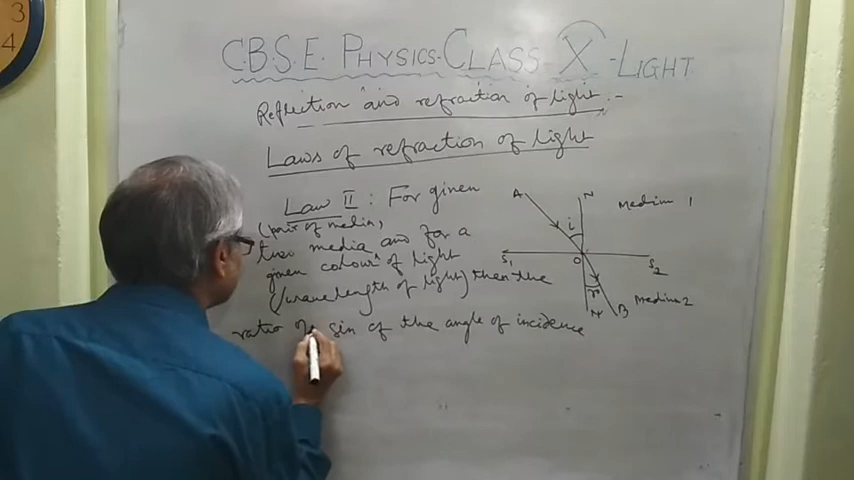 C.B.S.E. PHYSICS CLASS X - LIGHT
Reflection and refraction of light :-
Laws of refraction of light
Law II : For given
(pair of media)
two media and for a
given colour of light
(wavelength of light) then the
ratio of sin of the angle of incidence
A
N
Medium 1
i
S1
O
S2
r
Medium 2
N
B
3
4